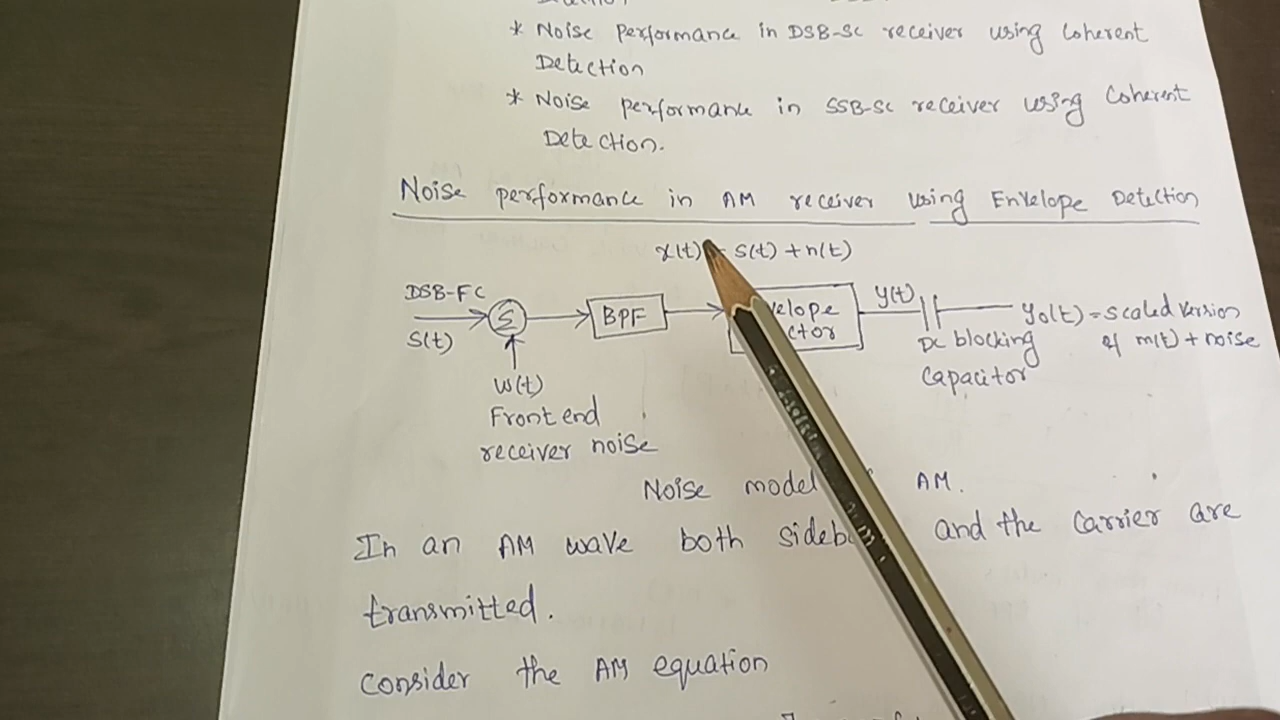 * Noise performance in DSB-SC receiver using Coherent
Detection
* Noise performance in SSB-SC receiver using Coherent
Detection.
Noise performance in AM receiver using Envelope Detection
x(t) = s(t) + n(t)
DSB-FC
s(t)
Σ
BPF
y(t)
DC blocking
capacitor
y₀(t) = scaled version
of m(t) + noise
w(t)
Front end
receiver noise
Noise model AM.
In an AM wave both and the carrier are
transmitted.
consider the AM equation